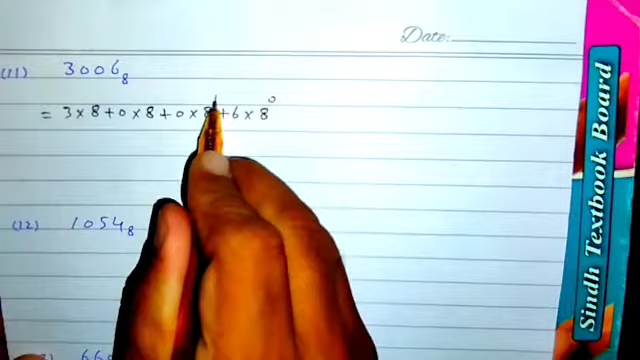 Date:
(11) 3006₈
= 3 × 8 + 0 × 8 + 0 × 8 + 6 × 8⁰
(12) 1054₈
Sindh Textbook Board